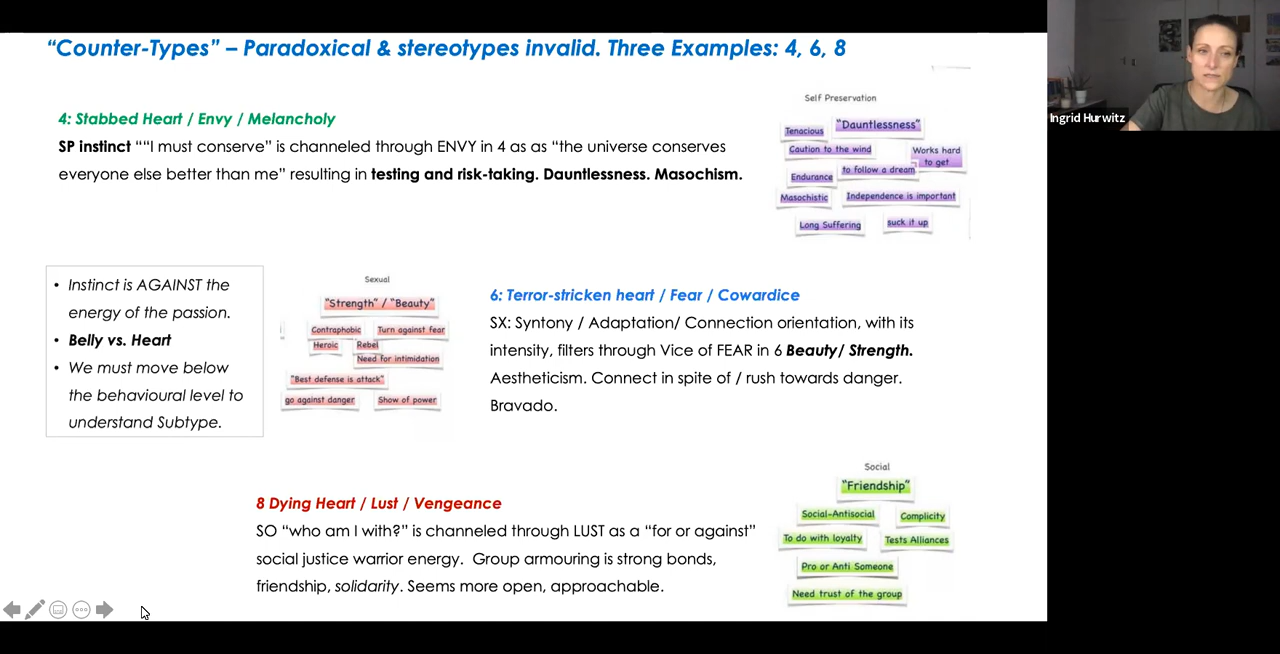 “Counter-Types” – Paradoxical & stereotypes invalid. Three Examples: 4, 6, 8
4: Stabbed Heart / Envy / Melancholy
SP instinct ““I must conserve” is channeled through ENVY in 4 as as “the universe conserves
everyone else better than me” resulting in testing and risk-taking. Dauntlessness. Masochism.
Self Preservation
“Dauntlessness”
Tenacious
Caution to the wind
Works hard
to get
to follow a dream
Endurance
Masochistic
Independence is important
Long Suffering
suck it up
• Instinct is AGAINST the
energy of the passion.
• Belly vs. Heart
• We must move below
the behavioural level to
understand Subtype.
Sexual
“Strength” / “Beauty”
Contraphobic
Turn against fear
Heroic
Rebel
Need for intimidation
“Best defense is attack”
go against danger
Show of power
6: Terror-stricken heart / Fear / Cowardice
SX: Syntony / Adaptation/ Connection orientation, with its
intensity, filters through Vice of FEAR in 6 Beauty/ Strength.
Aestheticism. Connect in spite of / rush towards danger.
Bravado.
8 Dying Heart / Lust / Vengeance
SO “who am I with?” is channeled through LUST as a “for or against”
social justice warrior energy.  Group armouring is strong bonds,
friendship, solidarity. Seems more open, approachable.
Social
“Friendship”
Social-Antisocial
Complicity
To do with loyalty
Tests Alliances
Pro or Anti Someone
Need trust of the group
Ingrid Hurwitz